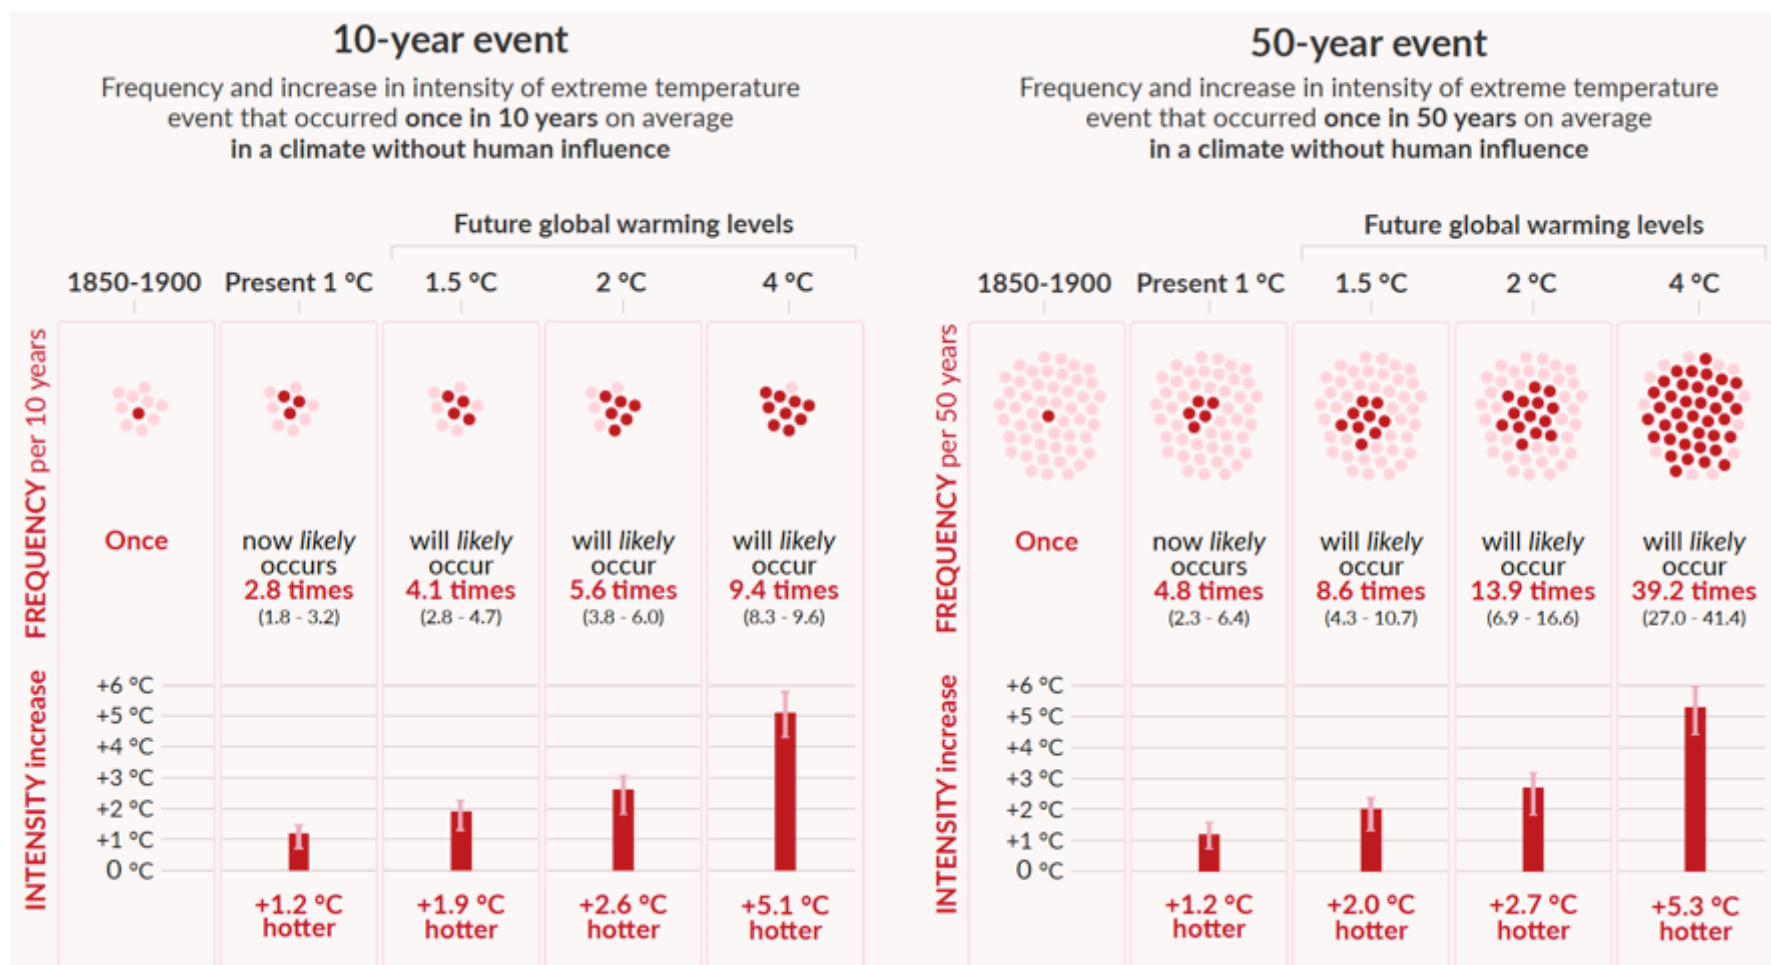 10-year event
Frequency and increase in intensity of extreme temperature
event that occurred once in 10 years on average
in a climate without human influence
Future global warming levels
1850-1900 Present 1 °C 1.5 °C 2 °C 4 °C
FREQUENCY per 10 years
Once
now likely
occurs
2.8 times
(1.8 - 3.2)
will likely
occur
4.1 times
(2.8 - 4.7)
will likely
occur
5.6 times
(3.8 - 6.0)
will likely
occur
9.4 times
(8.3 - 9.6)
INTENSITY increase
+6 °C
+5 °C
+4 °C
+3 °C
+2 °C
+1 °C
0 °C
+1.2 °C
hotter
+1.9 °C
hotter
+2.6 °C
hotter
+5.1 °C
hotter
50-year event
Frequency and increase in intensity of extreme temperature
event that occurred once in 50 years on average
in a climate without human influence
Future global warming levels
1850-1900 Present 1 °C 1.5 °C 2 °C 4 °C
FREQUENCY per 50 years
Once
now likely
occurs
4.8 times
(2.3 - 6.4)
will likely
occur
8.6 times
(4.3 - 10.7)
will likely
occur
13.9 times
(6.9 - 16.6)
will likely
occur
39.2 times
(27.0 - 41.4)
INTENSITY increase
+6 °C
+5 °C
+4 °C
+3 °C
+2 °C
+1 °C
0 °C
+1.2 °C
hotter
+2.0 °C
hotter
+2.7 °C
hotter
+5.3 °C
hotter